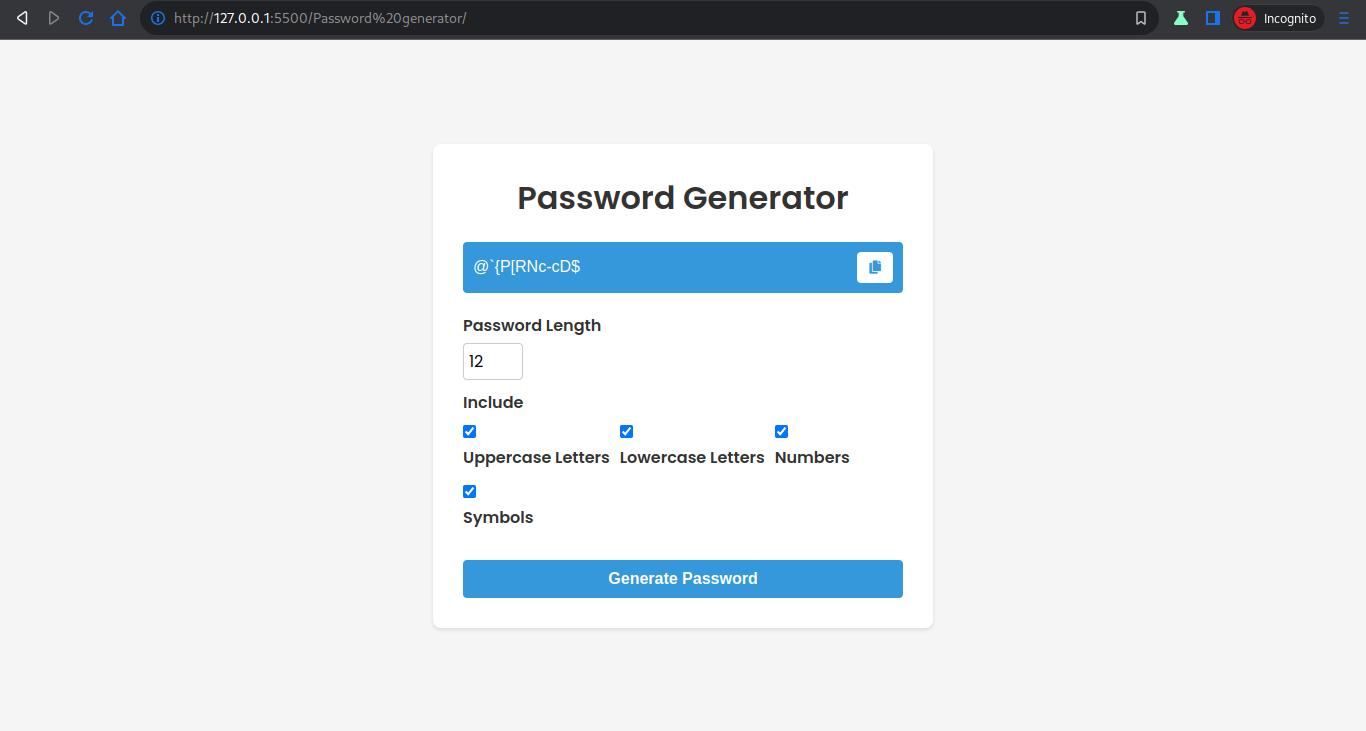 http://127.0.0.1:5500/Password%20generator/
Incognito
Password Generator
@`{P[RNc-cD$
Password Length
12
Include
Uppercase Letters Lowercase Letters Numbers
Symbols
Generate Password